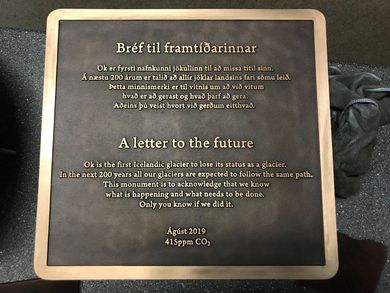 Bréf til framtíðarinnar
Ok er fyrsti nafnkunni jökullinn til að missa titil sinn.
Á næstu 200 árum er talið að allir jöklar landsins fari sömu leið.
Þetta minnismerki er til vitnis um að við vitum
hvað er að gerast og hvað þarf að gera.
Aðeins þú veist hvort við gerðum eitthvað.
A letter to the future
Ok is the first Icelandic glacier to lose its status as a glacier.
In the next 200 years all our glaciers are expected to follow the same path.
This monument is to acknowledge that we know
what is happening and what needs to be done.
Only you know if we did it.
Ágúst 2019
415ppm CO₂